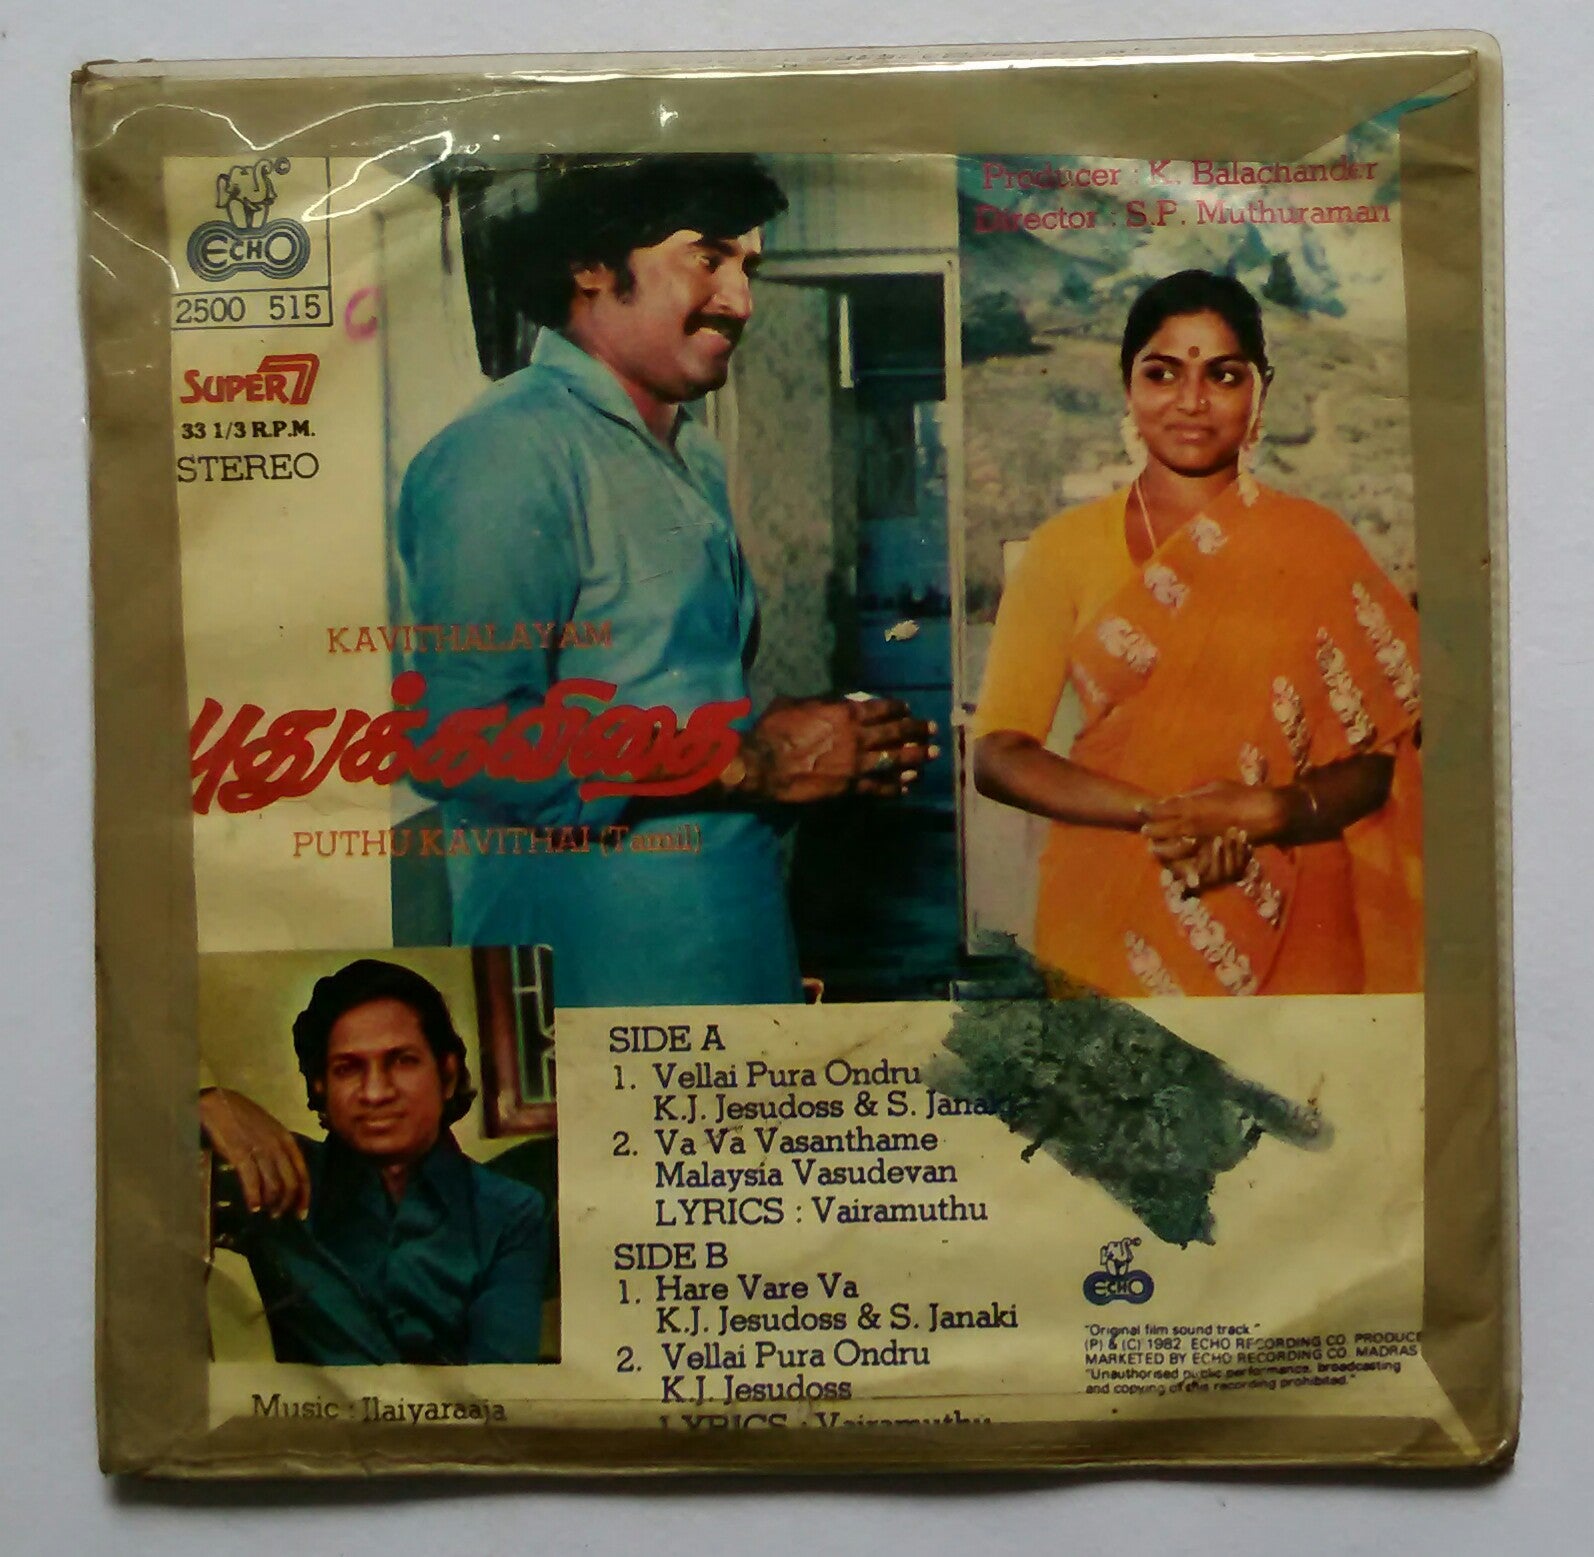 ECHO
2500 515
SUPER 7
33 1/3 R.P.M.
STEREO
Producer : K. Balachander
Director : S.P. Muthuraman
KAVITHALAYAM
புதுக்கவிதை
PUTHU KAVITHAI (Tamil)
SIDE A
1. Vellai Pura Ondru
K.J. Jesudoss & S. Janaki
2. Va Va Vasanthame
Malaysia Vasudevan
LYRICS : Vairamuthu
SIDE B
1. Hare Vare Va
K.J. Jesudoss & S. Janaki
2. Vellai Pura Ondru
K.J. Jesudoss
LYRICS : Vairamuthu
Music : Ilaiyaraaja
ECHO
"Original film sound track"
(P) & (C) 1982 ECHO RECORDING CO. PRODUCE
MARKETED BY ECHO RECORDING CO. MADRAS
"Unauthorised public performance, broadcasting
and copying of this recording prohibited."